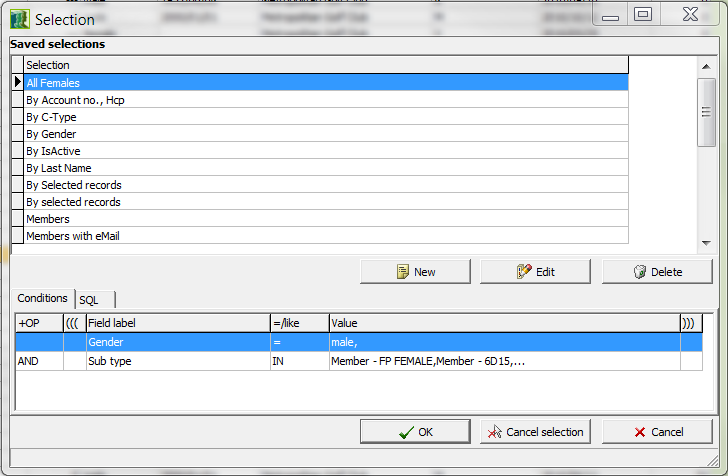 Selection
Saved selections
Selection
All Females
By Account no., Hcp
By C-Type
By Gender
By IsActive
By Last Name
By Selected records
By selected records
Members
Members with eMail
New Edit Delete
Conditions SQL
+OP ((( Field label =/like Value )))
Gender = male,
AND Sub type IN Member - FP FEMALE,Member - 6D15,...
OK Cancel selection Cancel